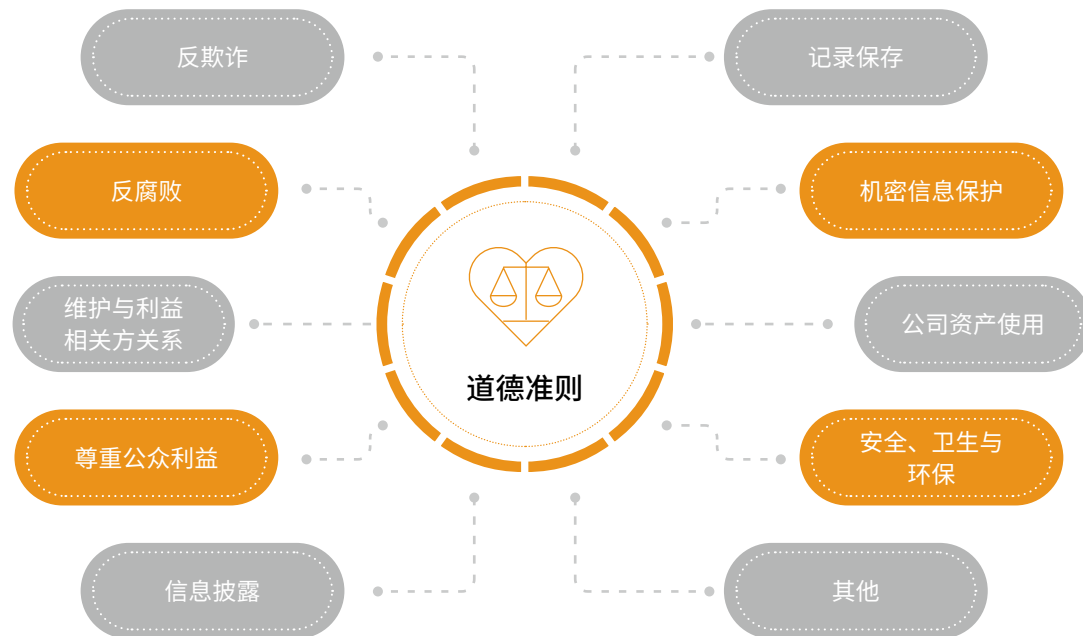 反欺诈
记录保存
反腐败
机密信息保护
维护与利益
相关方关系
公司资产使用
道德准则
尊重公众利益
安全、卫生与
环保
信息披露
其他